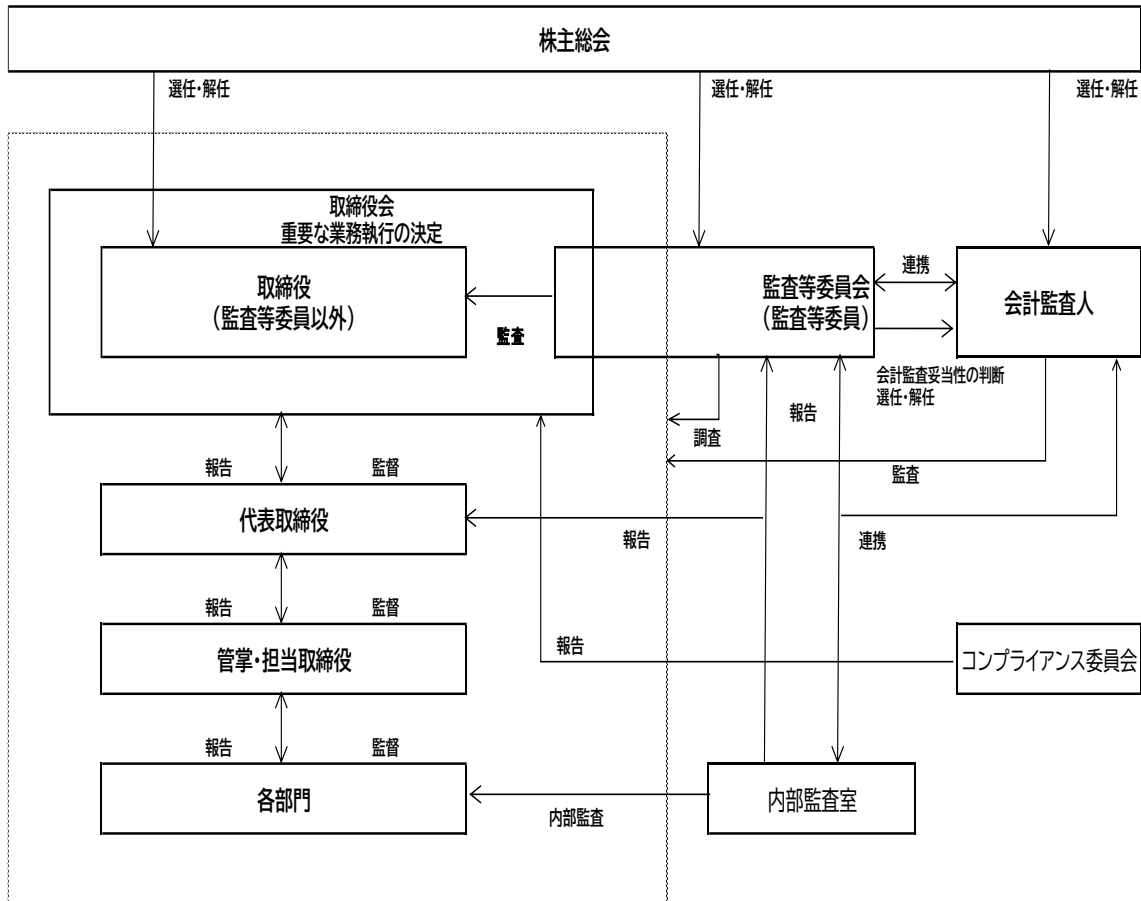 株主総会
選任・解任
選任・解任
選任・解任
取締役会
重要な業務執行の決定
取締役
(監査等委員以外)
監査
監査等委員会
(監査等委員)
連携
会計監査人
会計監査妥当性の判断
選任・解任
報告
調査
監査
報告
監督
代表取締役
報告
連携
報告
監督
管掌・担当取締役
報告
コンプライアンス委員会
報告
監督
各部門
内部監査
内部監査室